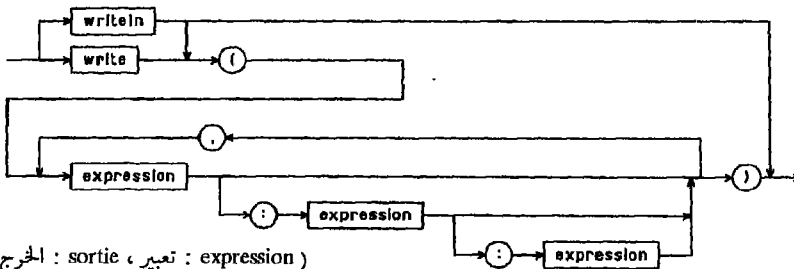 writeln
write (
,
expression )
: expression
: expression
( expression : تعبير ، sortie : الخرج